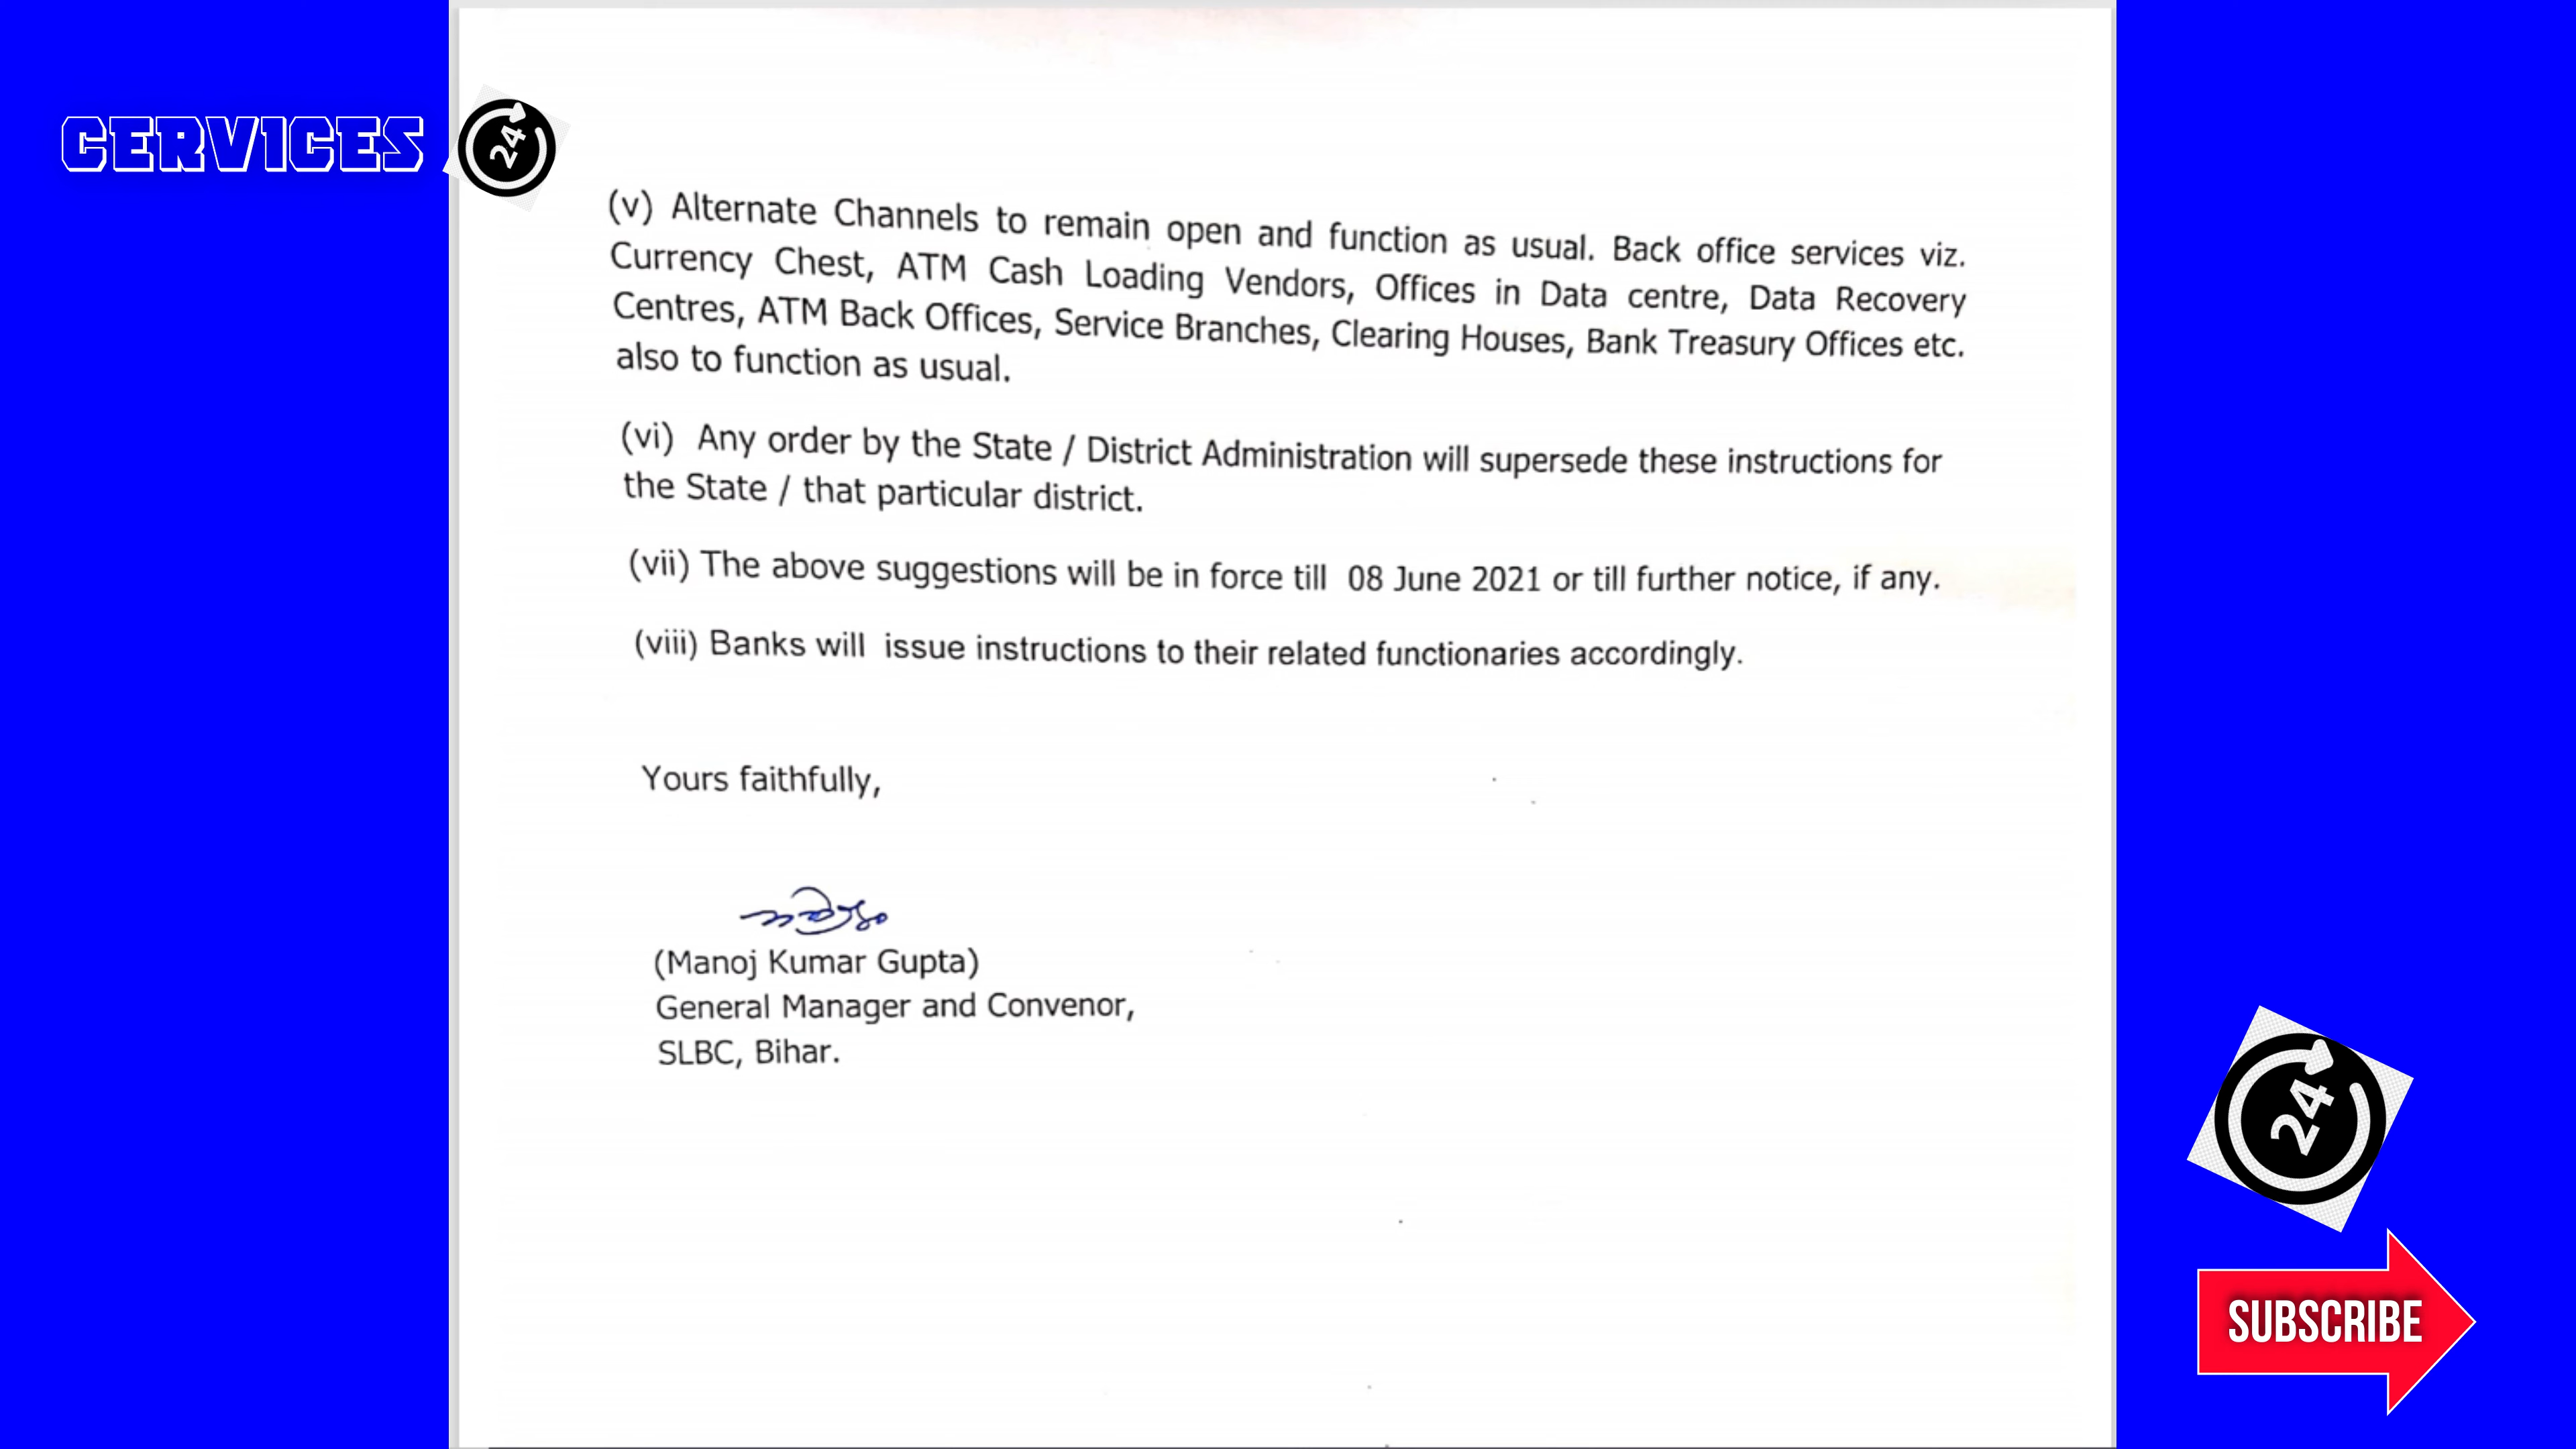 CERVICES
24
(v) Alternate Channels to remain open and function as usual. Back office services viz.
Currency Chest, ATM Cash Loading Vendors, Offices in Data centre, Data Recovery
Centres, ATM Back Offices, Service Branches, Clearing Houses, Bank Treasury Offices etc.
also to function as usual.
(vi) Any order by the State / District Administration will supersede these instructions for
the State / that particular district.
(vii) The above suggestions will be in force till 08 June 2021 or till further notice, if any.
(viii) Banks will issue instructions to their related functionaries accordingly.
Yours faithfully,
(Manoj Kumar Gupta)
General Manager and Convenor,
SLBC, Bihar.
24
SUBSCRIBE